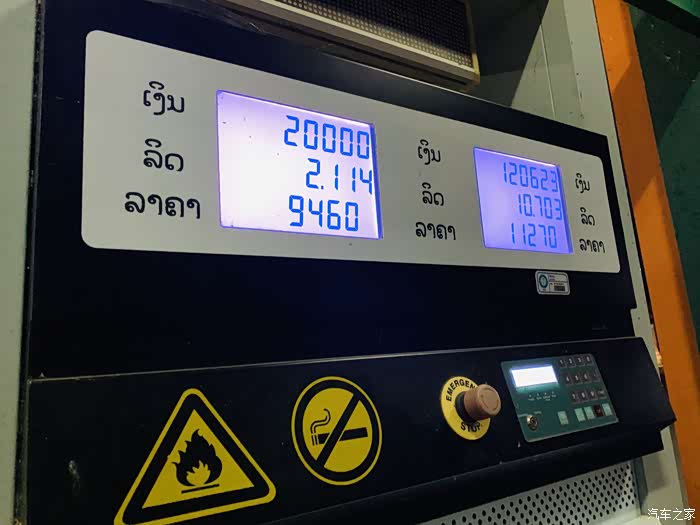 ເງິນ
ລິດ
ລາຄາ
20000
2.114
9460
ເງິນ
ລິດ
ລາຄາ
120623
10.703
11270
ເງິນ
ລິດ
ລາຄາ
EMERGENCY
STOP
汽车之家